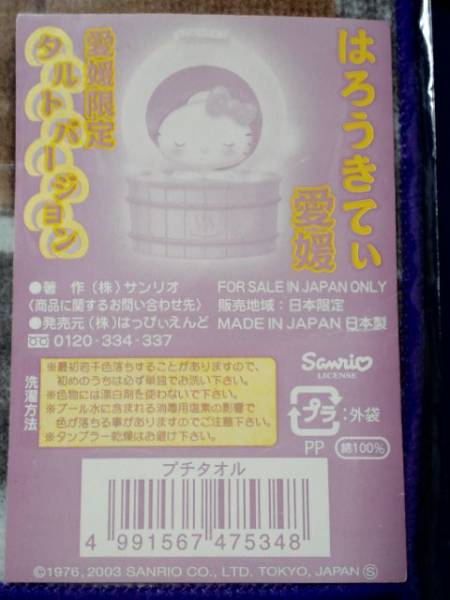 はろうきてぃ
愛媛
愛媛限定
タルトバージョン
●著 作（株）サンリオ
〈商品に関するお問い合わせ先〉
●発売元（株）はっぴぃえんど
0120・334・337
FOR SALE IN JAPAN ONLY
販売地域：日本限定
MADE IN JAPAN 日本製
洗濯方法
※最初若干色落ちすることがありますので、
初めのうちは必ず単独でお洗い下さい。
※色物には漂白剤を使わないで下さい。
※プール水に含まれる消毒用塩素の影響で
色が落ちる事がありますのでご注意下さい。
※タンブラー乾燥はお避け下さい。
Sanrio
LICENSE
プラ：外袋
PP 綿100%
プチタオル
4 991567 475348
©1976, 2003 SANRIO CO., LTD. TOKYO, JAPAN Ⓢ